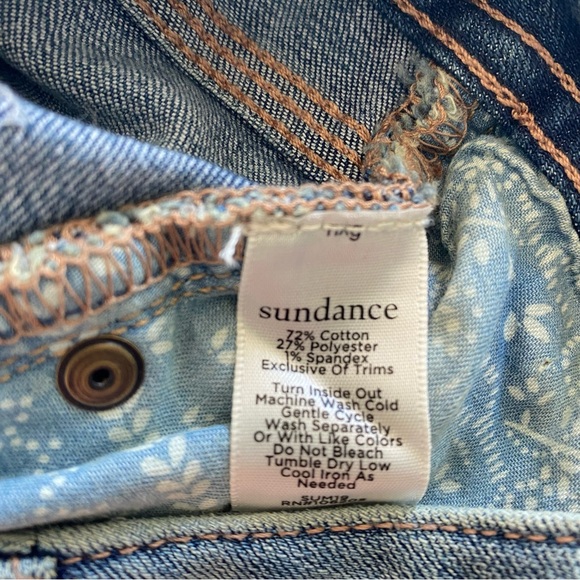 sundance
72% Cotton
27% Polyester
1% Spandex
Exclusive Of Trims
Turn Inside Out
Machine Wash Cold
Gentle Cycle
Wash Separately
Or With Like Colors
Do Not Bleach
Tumble Dry Low
Cool Iron As
Needed
SUM19